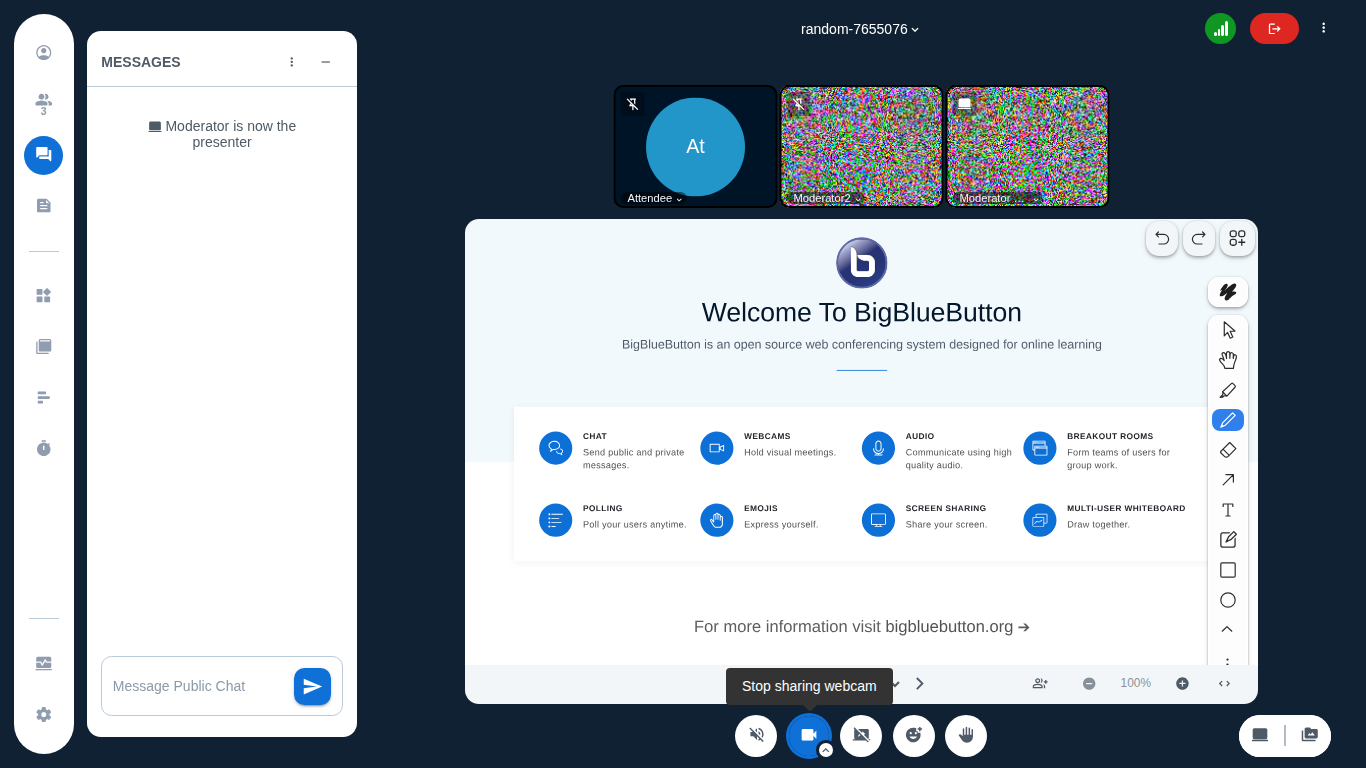 random-7655076
3
MESSAGES
Moderator is now the
presenter
Message Public Chat
At
Attendee
Moderator2
Moderator ...
Welcome To BigBlueButton
BigBlueButton is an open source web conferencing system designed for online learning
CHAT
Send public and private
messages.
WEBCAMS
Hold visual meetings.
AUDIO
Communicate using high
quality audio.
BREAKOUT ROOMS
Form teams of users for
group work.
POLLING
Poll your users anytime.
EMOJIS
Express yourself.
SCREEN SHARING
Share your screen.
MULTI-USER WHITEBOARD
Draw together.
For more information visit bigbluebutton.org →
Stop sharing webcam
100%